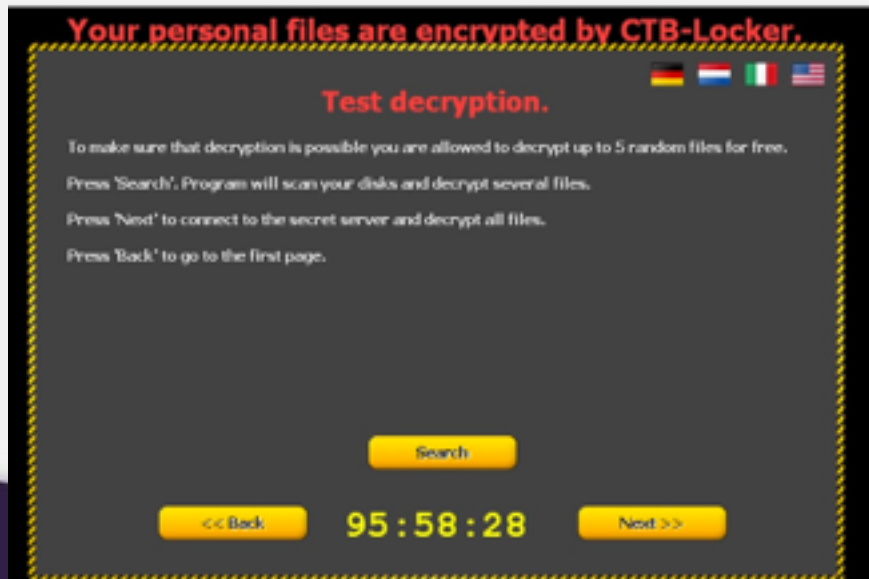 Your personal files are encrypted by CTB-Locker.
Test decryption.
To make sure that decryption is possible you are allowed to decrypt up to 5 random files for free.
Press 'Search'. Program will scan your disks and decrypt several files.
Press 'Next' to connect to the secret server and decrypt all files.
Press 'Back' to go to the first page.
Search
<< Back 95:58:28 Next >>